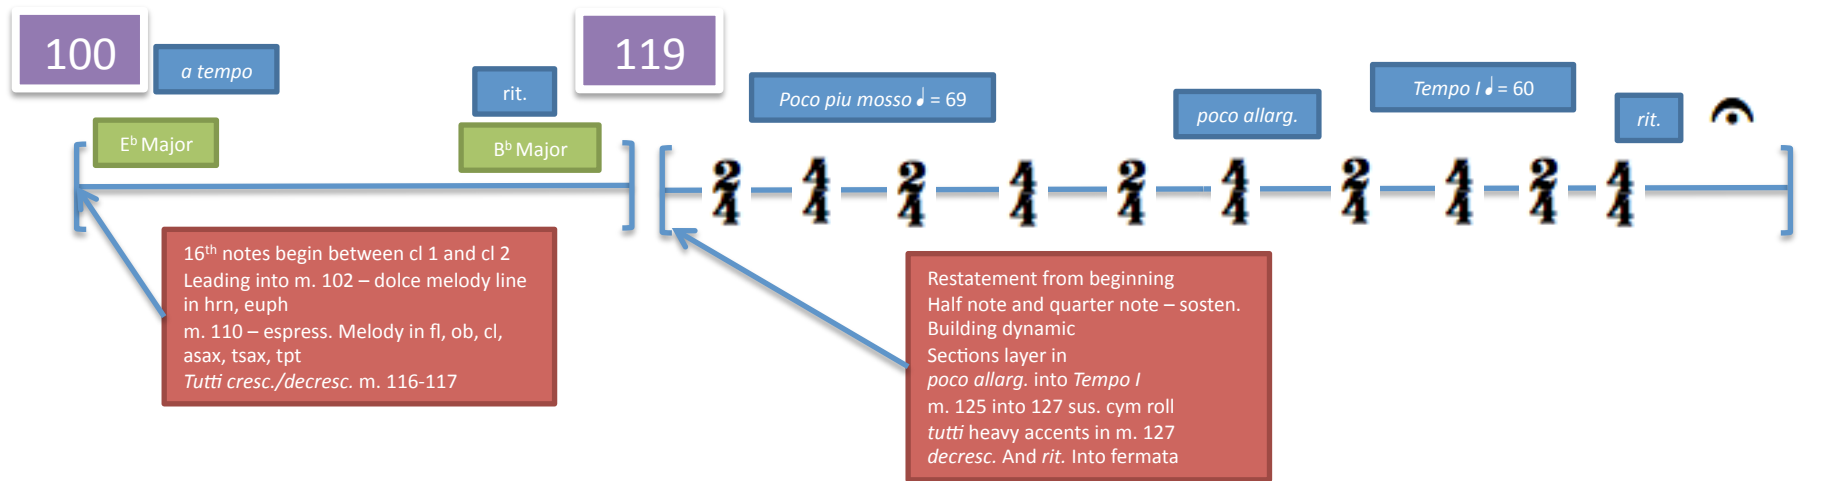 100
a tempo
rit.
119
Poco piu mosso ♩ = 69
poco allarg.
Tempo I ♩ = 60
rit.
E♭ Major
B♭ Major
2/4 4/4 2/4 4/4 2/4 4/4 2/4 4/4 2/4 4/4
16th notes begin between cl 1 and cl 2
Leading into m. 102 – dolce melody line
in hrn, euph
m. 110 – espress. Melody in fl, ob, cl,
asax, tsax, tpt
Tutti cresc./decresc. m. 116-117
Restatement from beginning
Half note and quarter note – sosten.
Building dynamic
Sections layer in
poco allarg. into Tempo I
m. 125 into 127 sus. cym roll
tutti heavy accents in m. 127
decresc. And rit. Into fermata